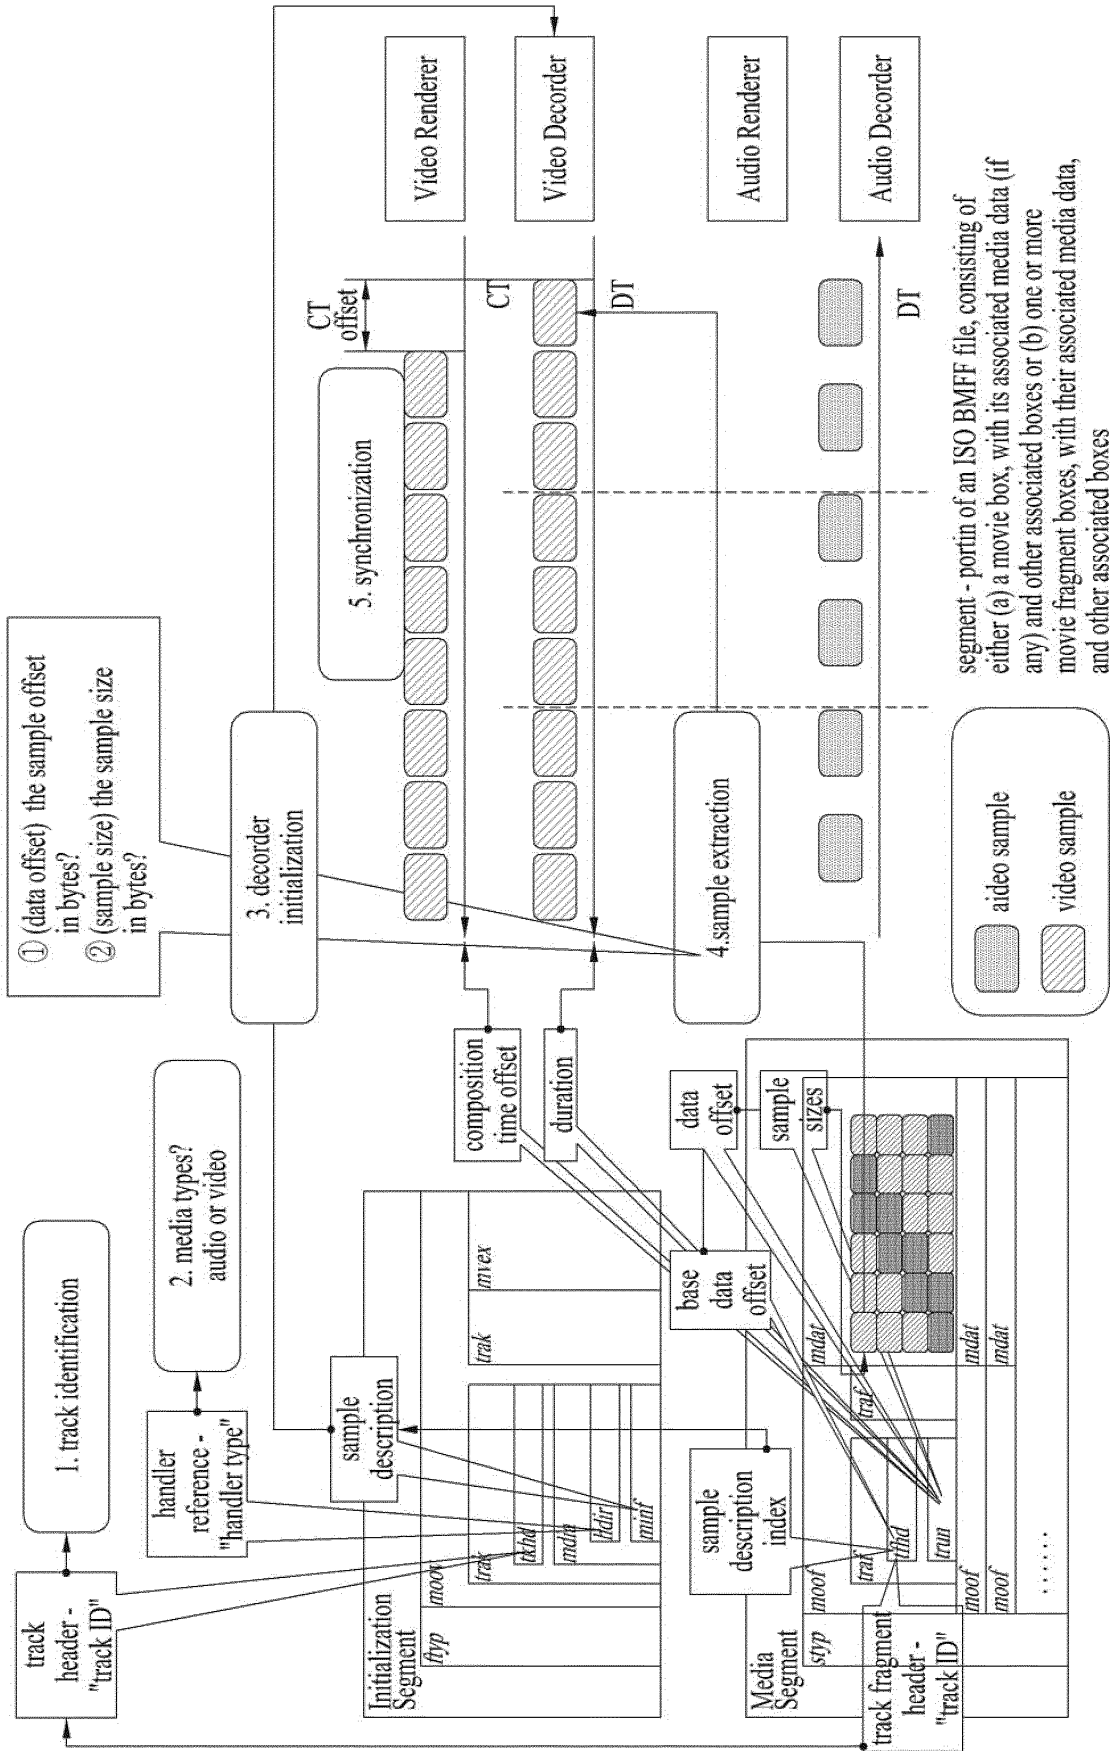 track
header -
"track ID"
1. track identification
handler
reference -
"handler type"
2. media types?
audio or video
① (data offset) the sample offset
in bytes?
② (sample size) the sample size
in bytes?
3. decorder
initialization
sample
description
Initialization
Segment
ftyp
moov
trak
tkhd
mdia
hdlr
minf
trak
mvex
composition
time offset
duration
5. synchronization
CT
offset
CT
DT
Video Renderer
Video Decorder
Audio Renderer
Audio Decorder
4.sample extraction
DT
Media
Segment
styp
moof
traf
tfhd
trun
traf
mdat
moof
mdat
moof
mdat
......
sample
description
index
base
data
offset
data
offset
sample
sizes
track fragment
header -
"track ID"
aideo sample
video sample
segment - portin of an ISO BMFF file, consisting of
either (a) a movie box, with its associated media data (if
any) and other associated boxes or (b) one or more
movie fragment boxes, with their associated media data,
and other associated boxes